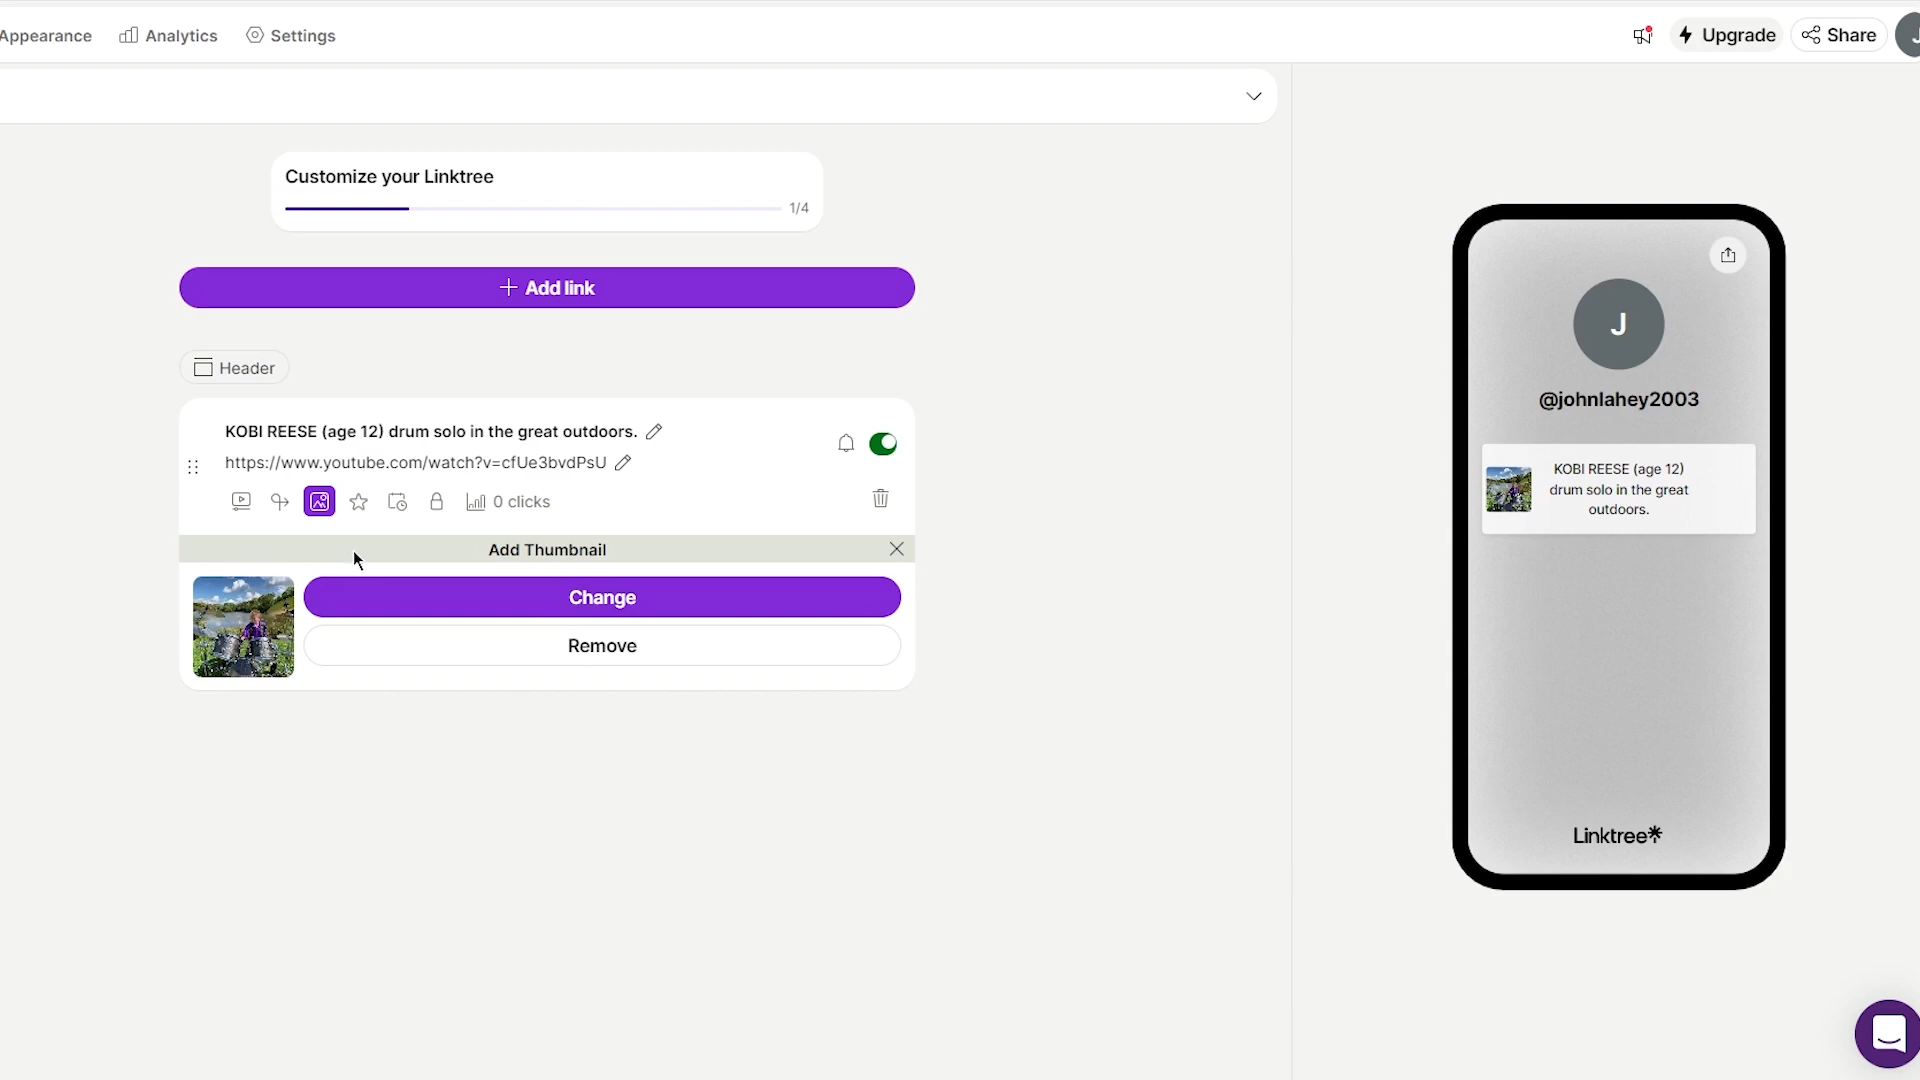 Appearance
Analytics
Settings
Upgrade
Share
J
Customize your Linktree
1/4
+ Add link
Header
KOBI REESE (age 12) drum solo in the great outdoors.
https://www.youtube.com/watch?v=cfUe3bvdPsU
0 clicks
Add Thumbnail
Change
Remove
J
@johnlahey2003
KOBI REESE (age 12)
drum solo in the great
outdoors.
Linktree*